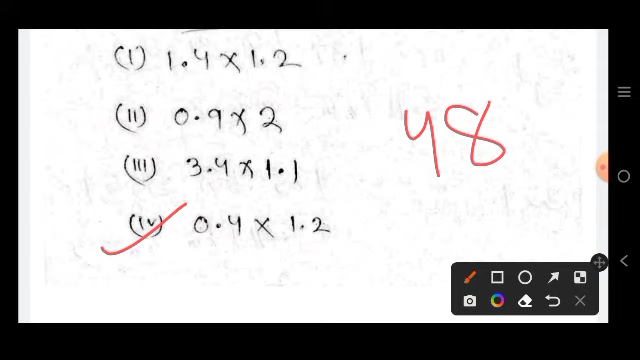 (i) 1.4 × 1.2
(ii) 0.9 × 2
(iii) 3.4 × 1.1
(iv) 0.4 × 1.2
48